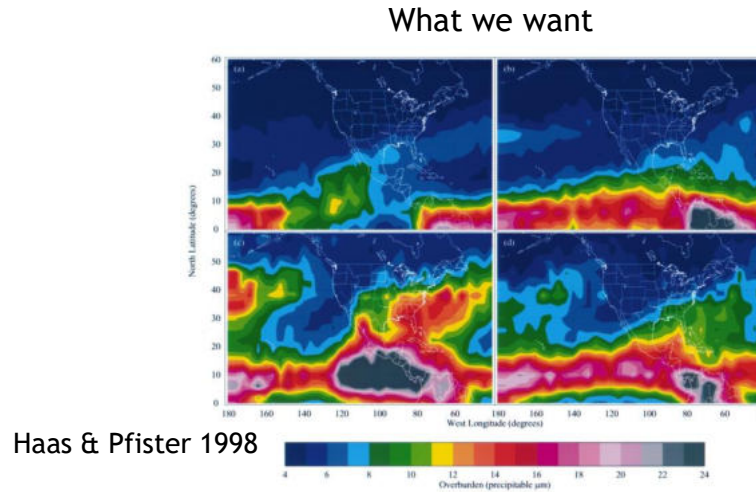 What we want
60
(a)
(b)
50
40
30
20
10
0
North Latitude (degrees)
(c)
(d)
50
40
30
20
10
0
180 160 140 120 100 80 60 180 160 140 120 100 80 60
West Longitude (degrees)
Haas & Pfister 1998
4 6 8 10 12 14 16 18 20 22 24
Overburden (precipitable μm)